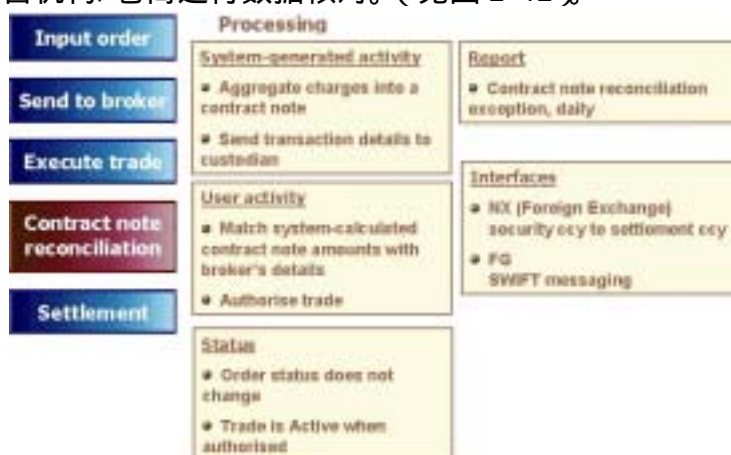 Input order
Send to broker
Execute trade
Contract note
reconciliation
Settlement
Processing
System-generated activity
Aggregate charges into a
contract note
Send transaction details to
custodian
User activity
Match system-calculated
contract note amounts with
broker's details
Authorise trade
Status
Order status does not
change
Trade is Active when
authorised
Report
Contract note reconciliation
exception, daily
Interfaces
NX (Foreign Exchange)
security ccy to settlement ccy
FG
SWIFT messaging